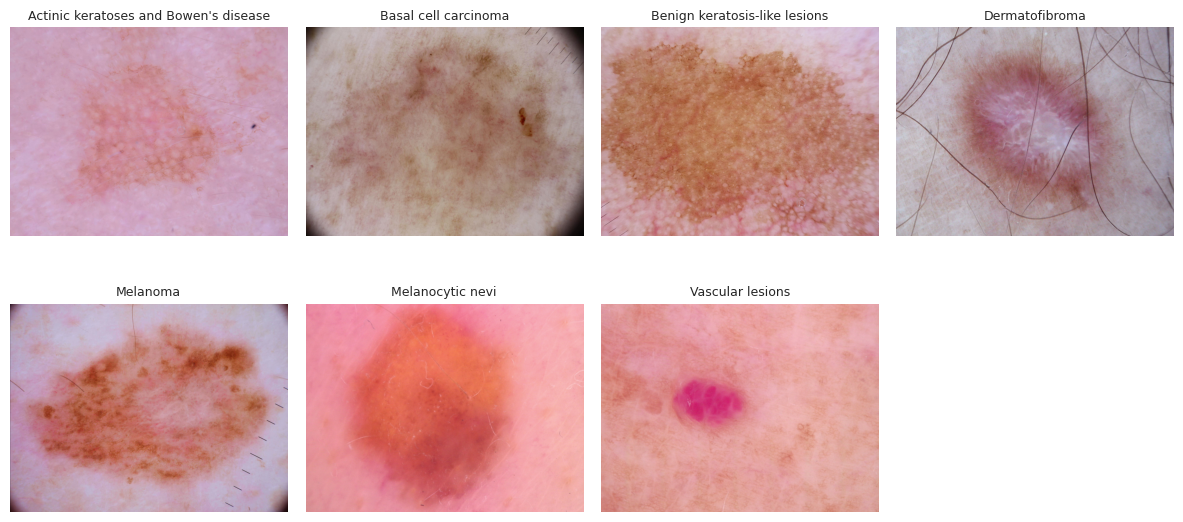 Actinic keratoses and Bowen's disease
Basal cell carcinoma
Benign keratosis-like lesions
Dermatofibroma
Melanoma
Melanocytic nevi
Vascular lesions